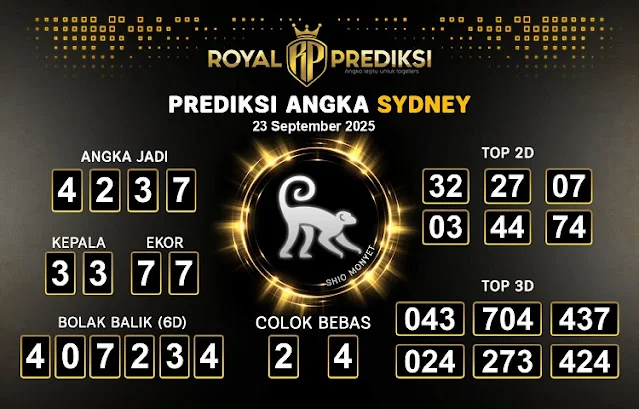 ROYAL RP PREDIKSI
Angka jaitu untuk togellers
PREDIKSI ANGKA SYDNEY
23 September 2025
ANGKA JADI
4 2 3 7
KEPALA EKOR
3 3 7 7
BOLAK BALIK (6D)
4 0 7 2 3 4
SHIO MONYET
COLOK BEBAS
2 4
TOP 2D
32 27 07
03 44 74
TOP 3D
043 704 437
024 273 424